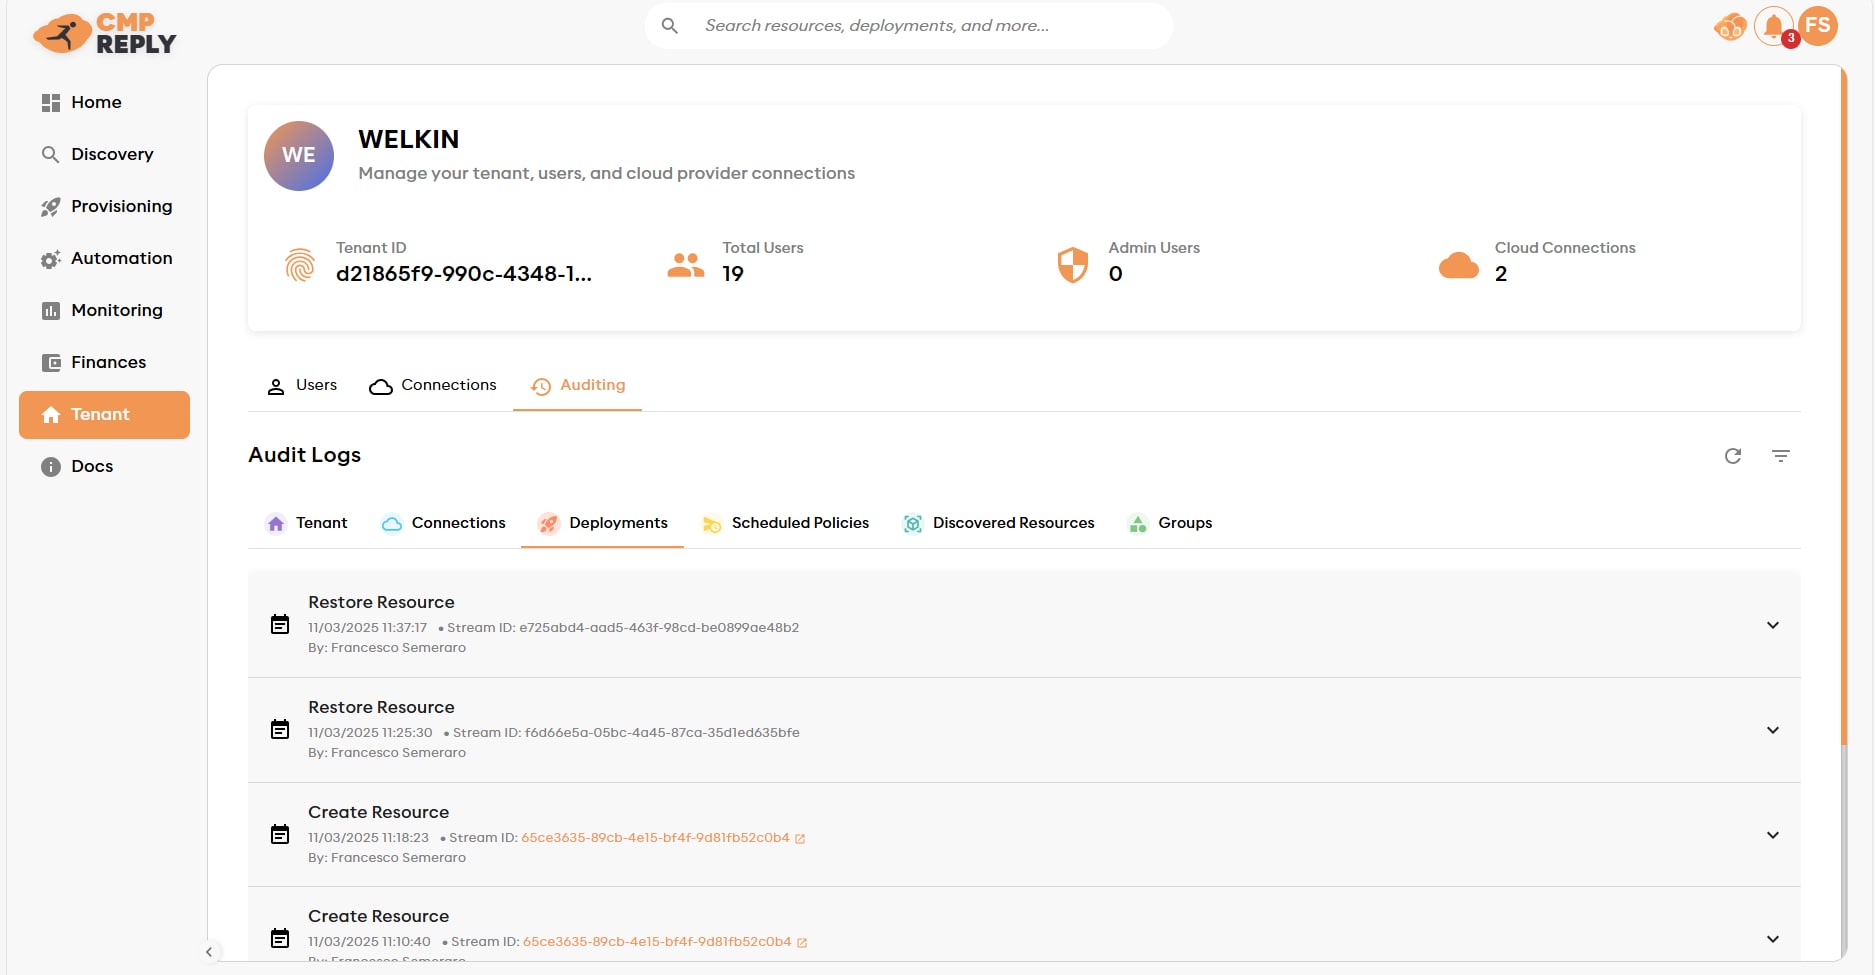 CMP
REPLY
Search resources, deployments, and more...
3
FS
Home
Discovery
Provisioning
Automation
Monitoring
Finances
Tenant
Docs
WE
WELKIN
Manage your tenant, users, and cloud provider connections
Tenant ID
d21865f9-990c-4348-1...
Total Users
19
Admin Users
0
Cloud Connections
2
Users
Connections
Auditing
Audit Logs
Tenant
Connections
Deployments
Scheduled Policies
Discovered Resources
Groups
Restore Resource
11/03/2025 11:37:17 • Stream ID: e725abd4-aad5-463f-98cd-be0899ae48b2
By: Francesco Semeraro
Restore Resource
11/03/2025 11:25:30 • Stream ID: f6d66e5a-05bc-4a45-87ca-35d1ed635bfe
By: Francesco Semeraro
Create Resource
11/03/2025 11:18:23 • Stream ID: 65ce3635-89cb-4e15-bf4f-9d81fb52c0b4
By: Francesco Semeraro
Create Resource
11/03/2025 11:10:40 • Stream ID: 65ce3635-89cb-4e15-bf4f-9d81fb52c0b4
By: Francesco Semeraro